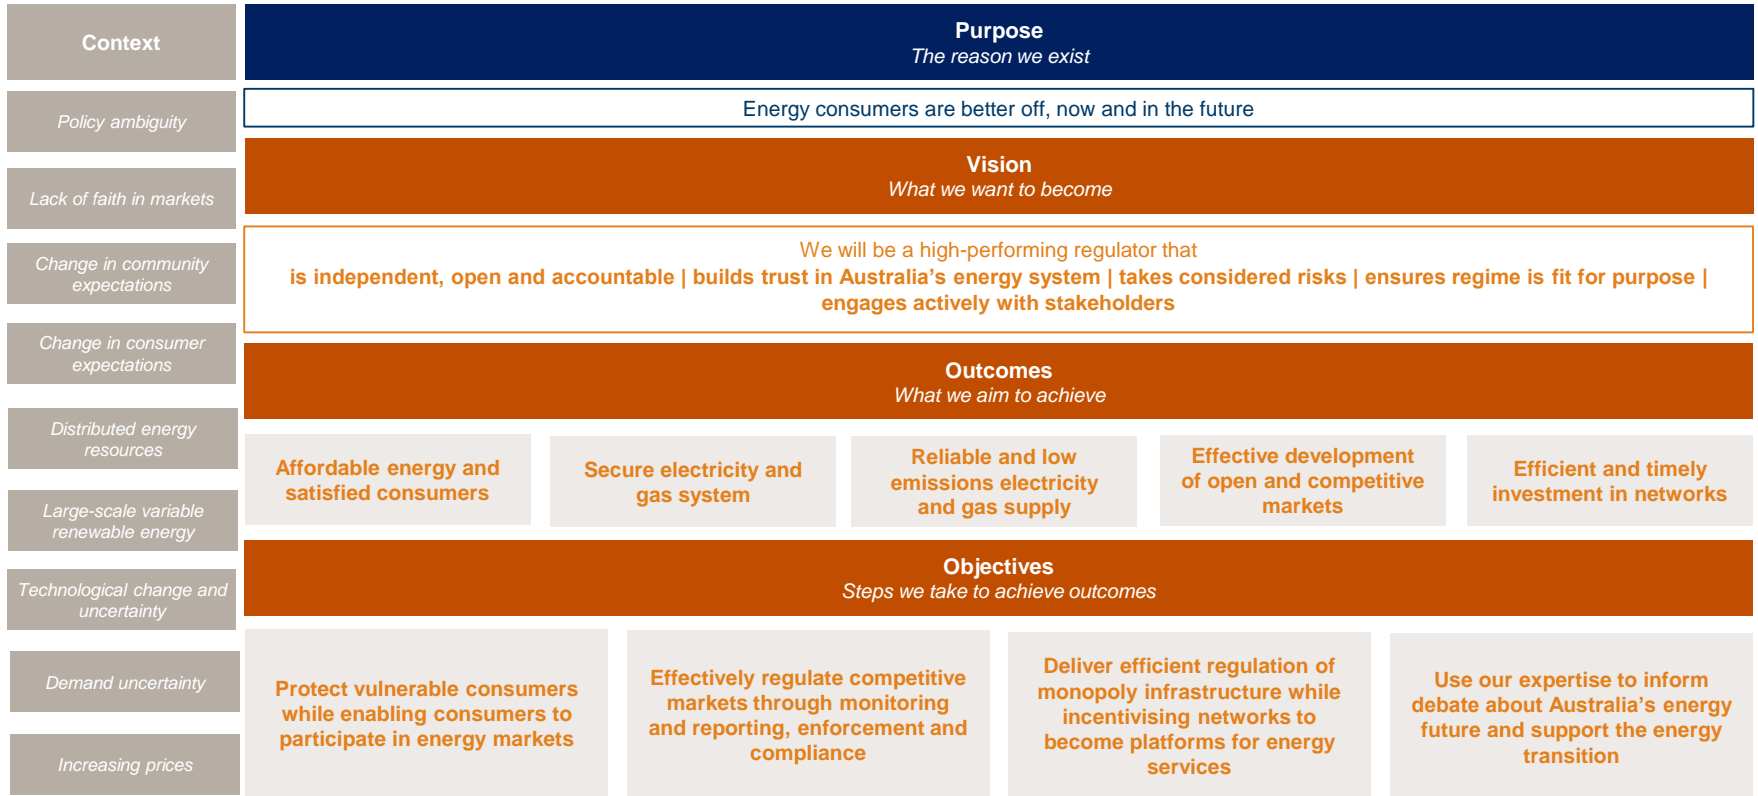 Context
Policy ambiguity
Lack of faith in markets
Change in community
expectations
Change in consumer
expectations
Distributed energy
resources
Large-scale variable
renewable energy
Technological change and
uncertainty
Demand uncertainty
Increasing prices
Purpose
The reason we exist
Energy consumers are better off, now and in the future
Vision
What we want to become
We will be a high-performing regulator that
is independent, open and accountable | builds trust in Australia’s energy system | takes considered risks | ensures regime is fit for purpose |
engages actively with stakeholders
Outcomes
What we aim to achieve
Affordable energy and
satisfied consumers
Secure electricity and
gas system
Reliable and low
emissions electricity
and gas supply
Effective development
of open and competitive
markets
Efficient and timely
investment in networks
Objectives
Steps we take to achieve outcomes
Protect vulnerable consumers
while enabling consumers to
participate in energy markets
Effectively regulate competitive
markets through monitoring
and reporting, enforcement and
compliance
Deliver efficient regulation of
monopoly infrastructure while
incentivising networks to
become platforms for energy
services
Use our expertise to inform
debate about Australia’s energy
future and support the energy
transition